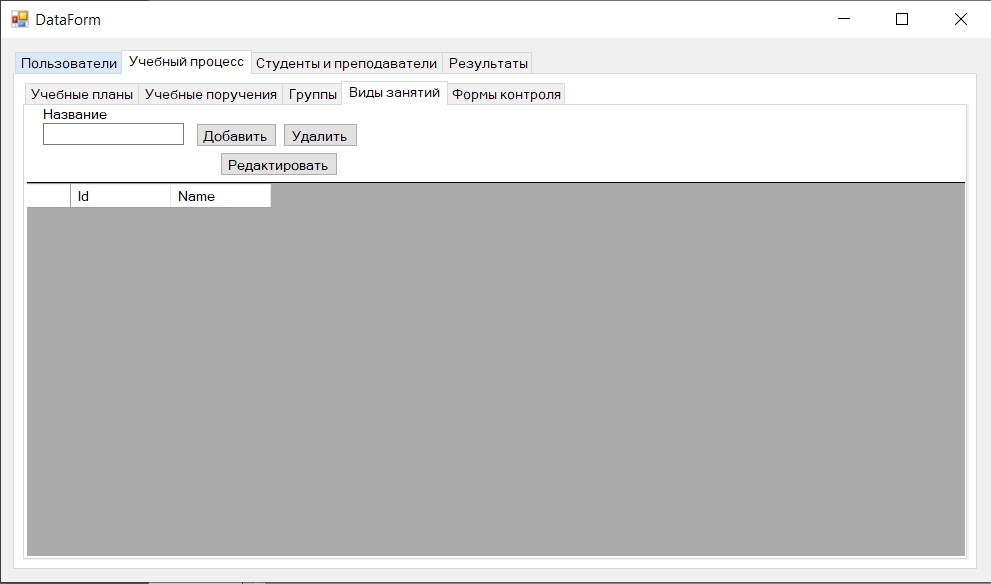 DataForm
Пользователи Учебный процесс Студенты и преподаватели Результаты
Учебные планы Учебные поручения Группы Виды занятий Формы контроля
Название
Добавить Удалить
Редактировать
Id Name